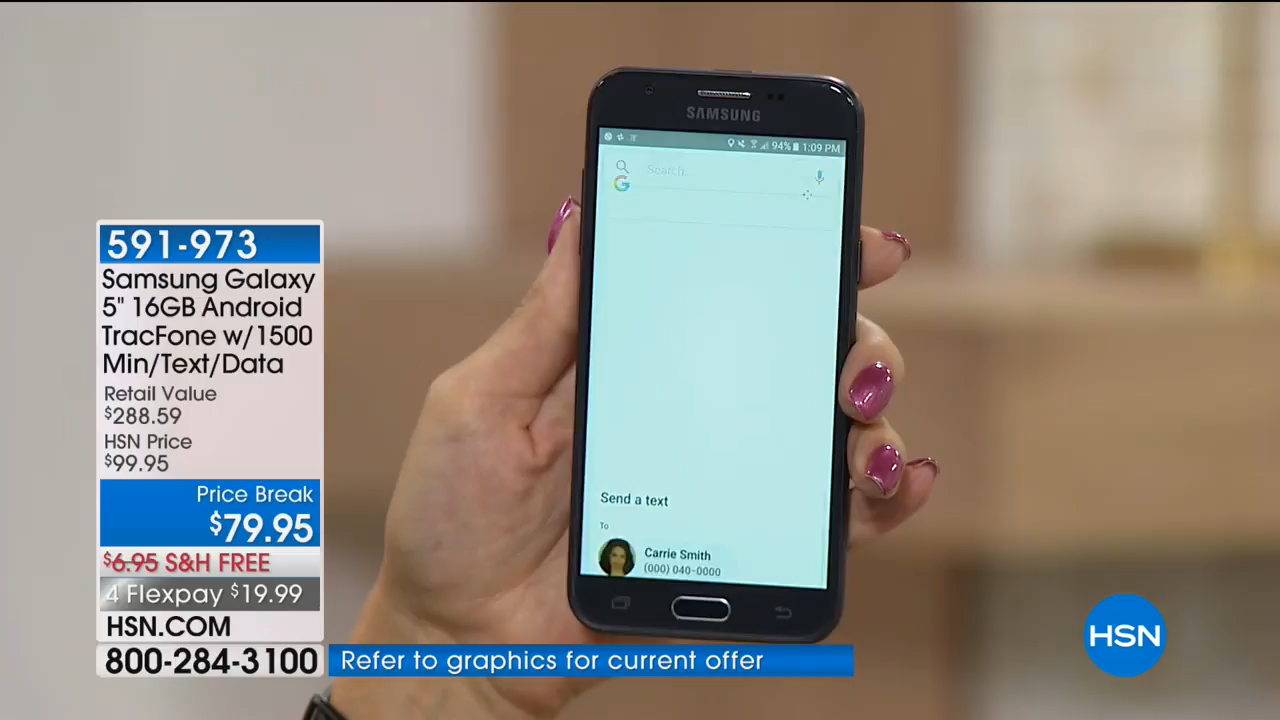 591-973
Samsung Galaxy
5" 16GB Android
TracFone w/1500
Min/Text/Data
Retail Value
$288.59
HSN Price
$99.95
Price Break
$79.95
$6.95 S&H FREE
4 Flexpay $19.99
HSN.COM
800-284-3100
Refer to graphics for current offer
SAMSUNG
94% 1:09 PM
Search...
G
Send a text
To
Carrie Smith
(000) 040-0000
HSN